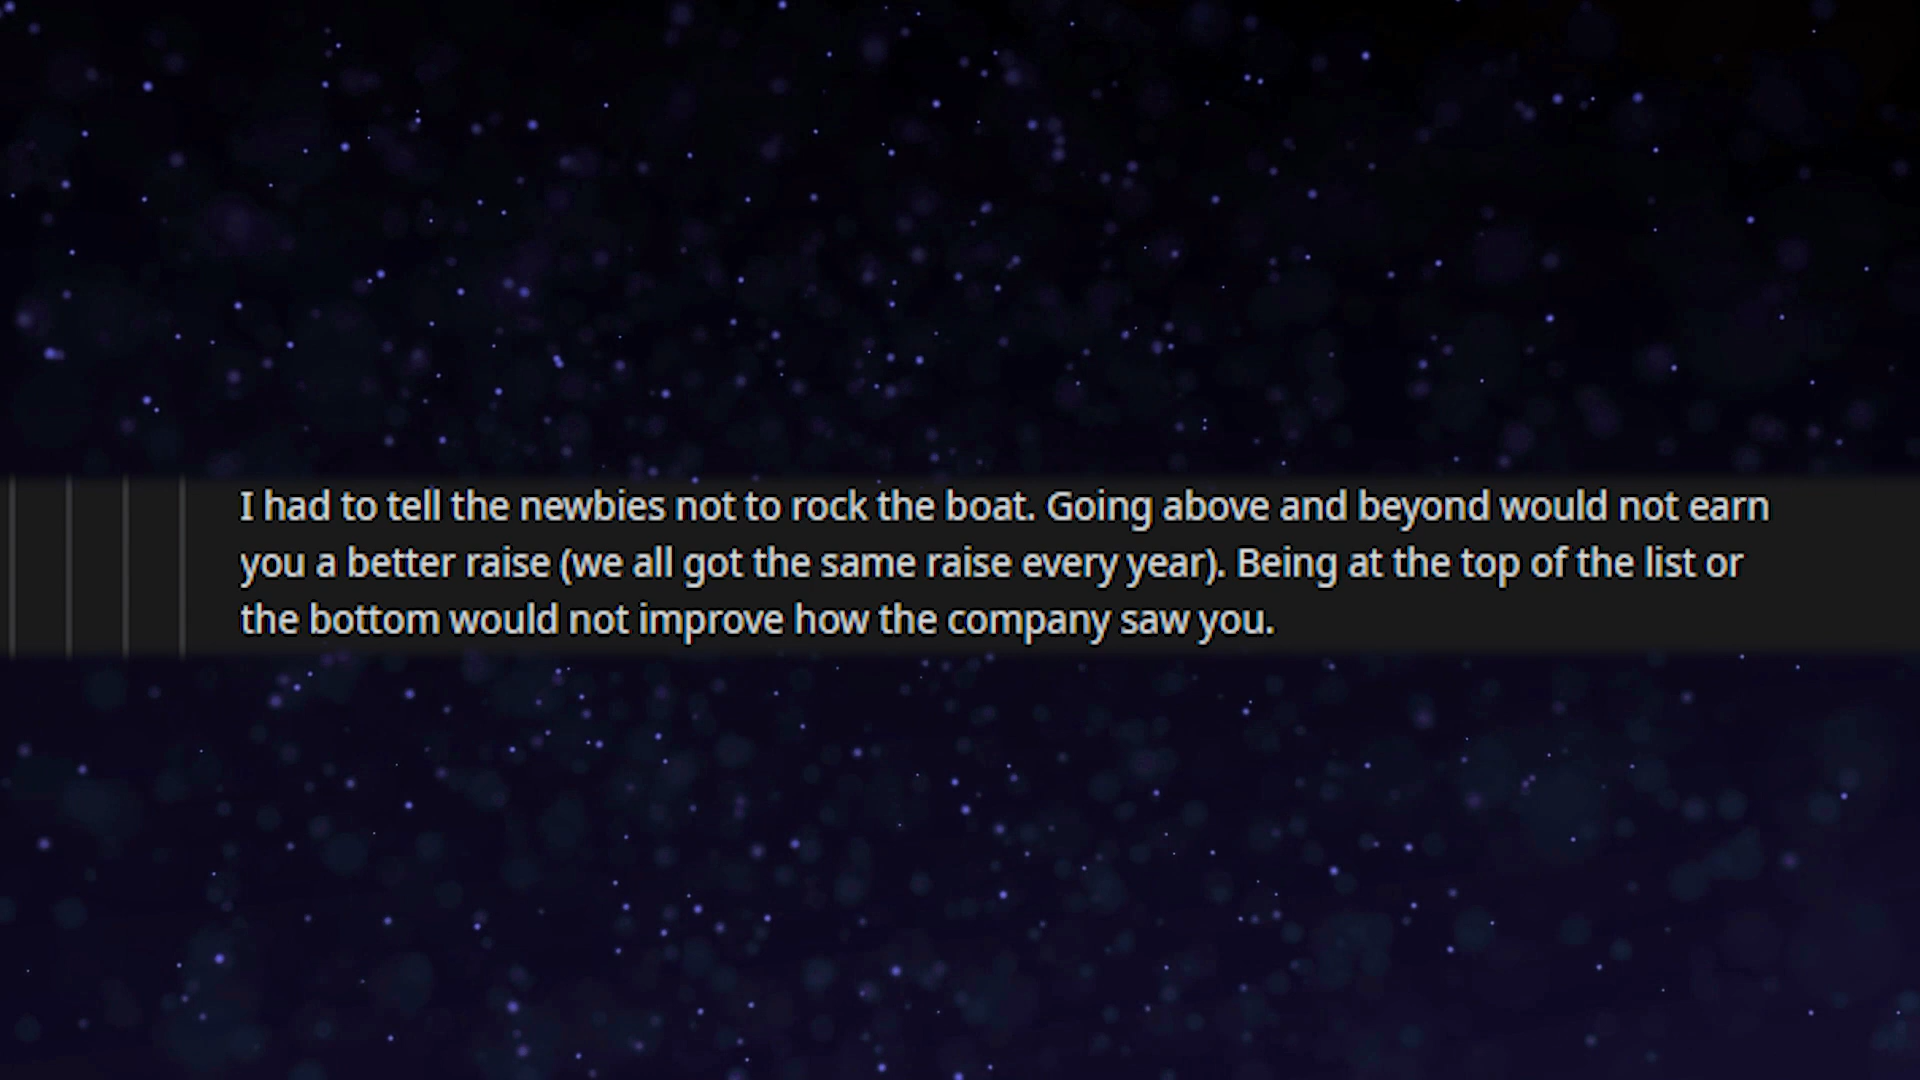 I had to tell the newbies not to rock the boat. Going above and beyond would not earn
you a better raise (we all got the same raise every year). Being at the top of the list or
the bottom would not improve how the company saw you.